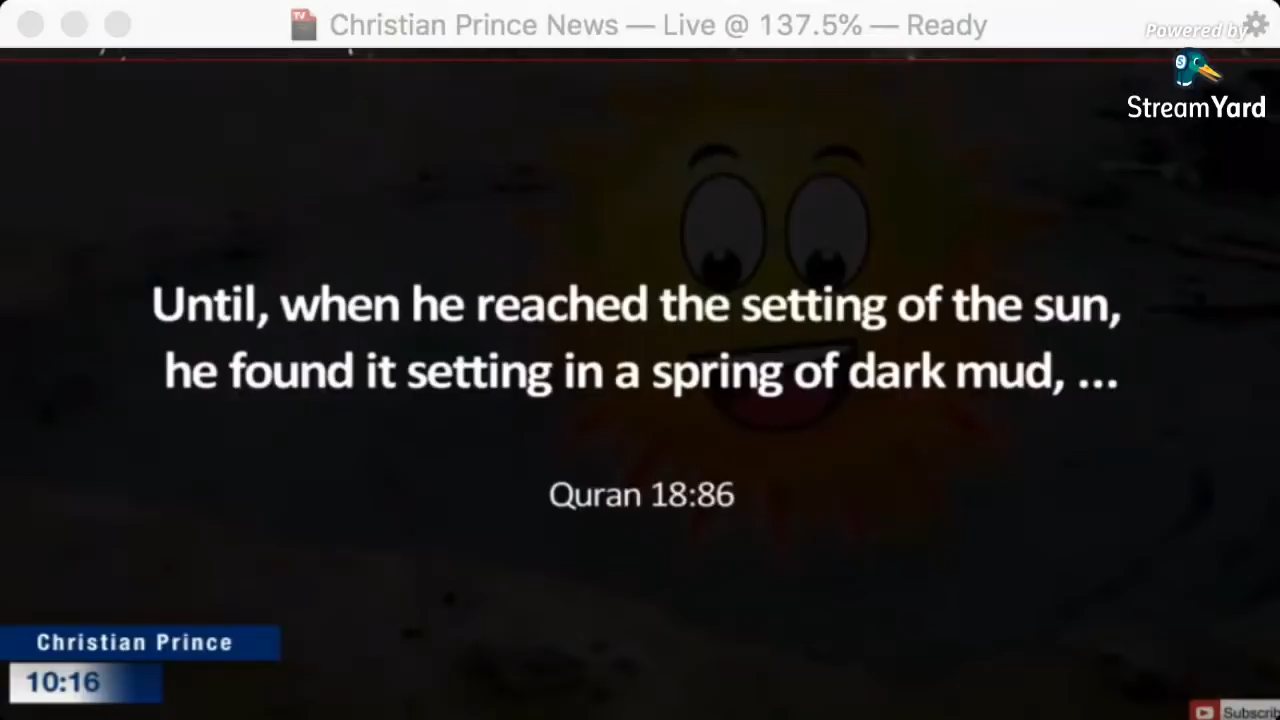 Christian Prince News — Live @ 137.5% — Ready
Powered by
StreamYard
Until, when he reached the setting of the sun,
he found it setting in a spring of dark mud, ...
Quran 18:86
Christian Prince
10:16
Subscrib